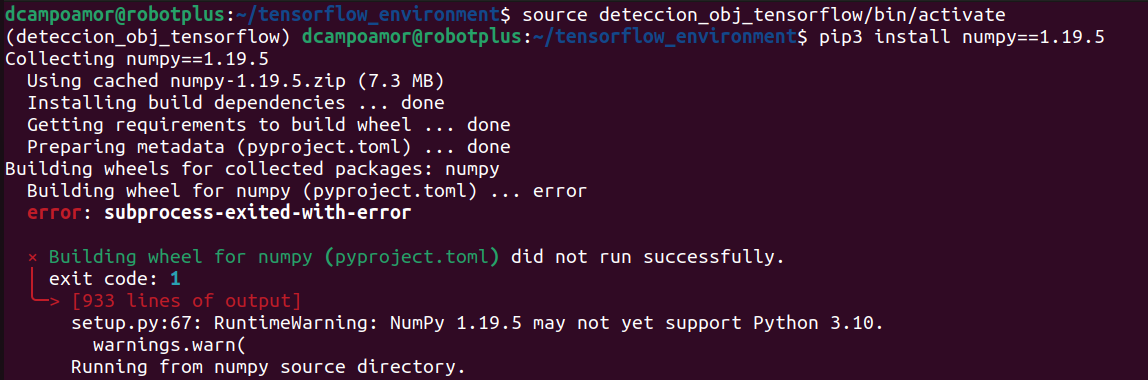 dcampoamor@robotplus:~/tensorflow_environment$ source deteccion_obj_tensorflow/bin/activate
(deteccion_obj_tensorflow) dcampoamor@robotplus:~/tensorflow_environment$ pip3 install numpy==1.19.5
Collecting numpy==1.19.5
  Using cached numpy-1.19.5.zip (7.3 MB)
  Installing build dependencies ... done
  Getting requirements to build wheel ... done
  Preparing metadata (pyproject.toml) ... done
Building wheels for collected packages: numpy
  Building wheel for numpy (pyproject.toml) ... error
  error: subprocess-exited-with-error
  × Building wheel for numpy (pyproject.toml) did not run successfully.
  │ exit code: 1
  ╰─> [933 lines of output]
      setup.py:67: RuntimeWarning: NumPy 1.19.5 may not yet support Python 3.10.
        warnings.warn(
      Running from numpy source directory.